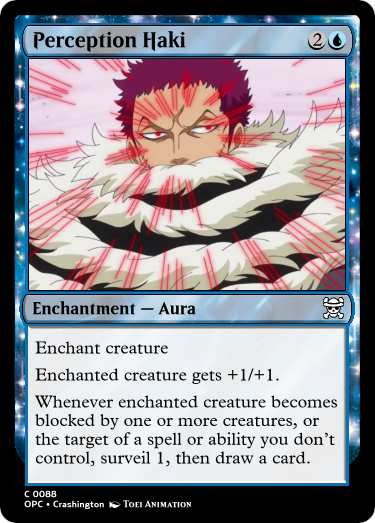 Perception Haki 2
Enchantment — Aura
Enchant creature
Enchanted creature gets +1/+1.
Whenever enchanted creature becomes
blocked by one or more creatures, or
the target of a spell or ability you don't
control, surveil 1, then draw a card.
C 0088
OPC • Crashington Toei Animation